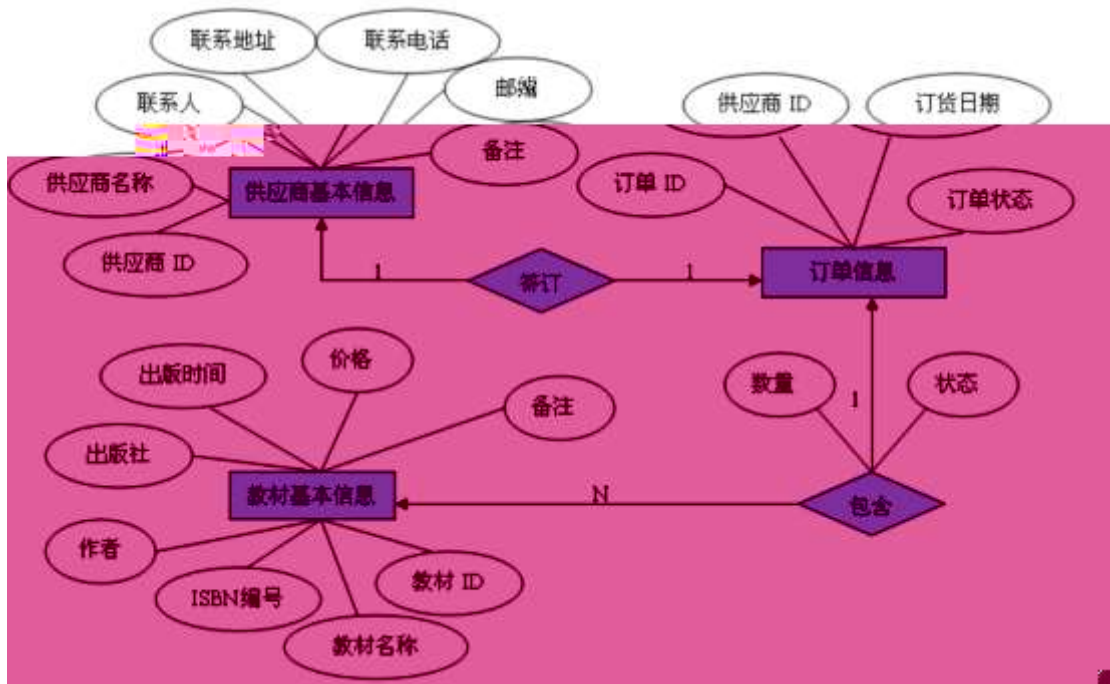 联系地址
联系电话
联系人
邮编
供应商 ID
订货日期
供应商名称
供应商基本信息
备注
订单 ID
订单状态
供应商 ID
1
签订
1
订单信息
出版时间
价格
备注
数量
1
状态
出版社
教材基本信息
N
包含
作者
ISBN编号
教材 ID
教材名称